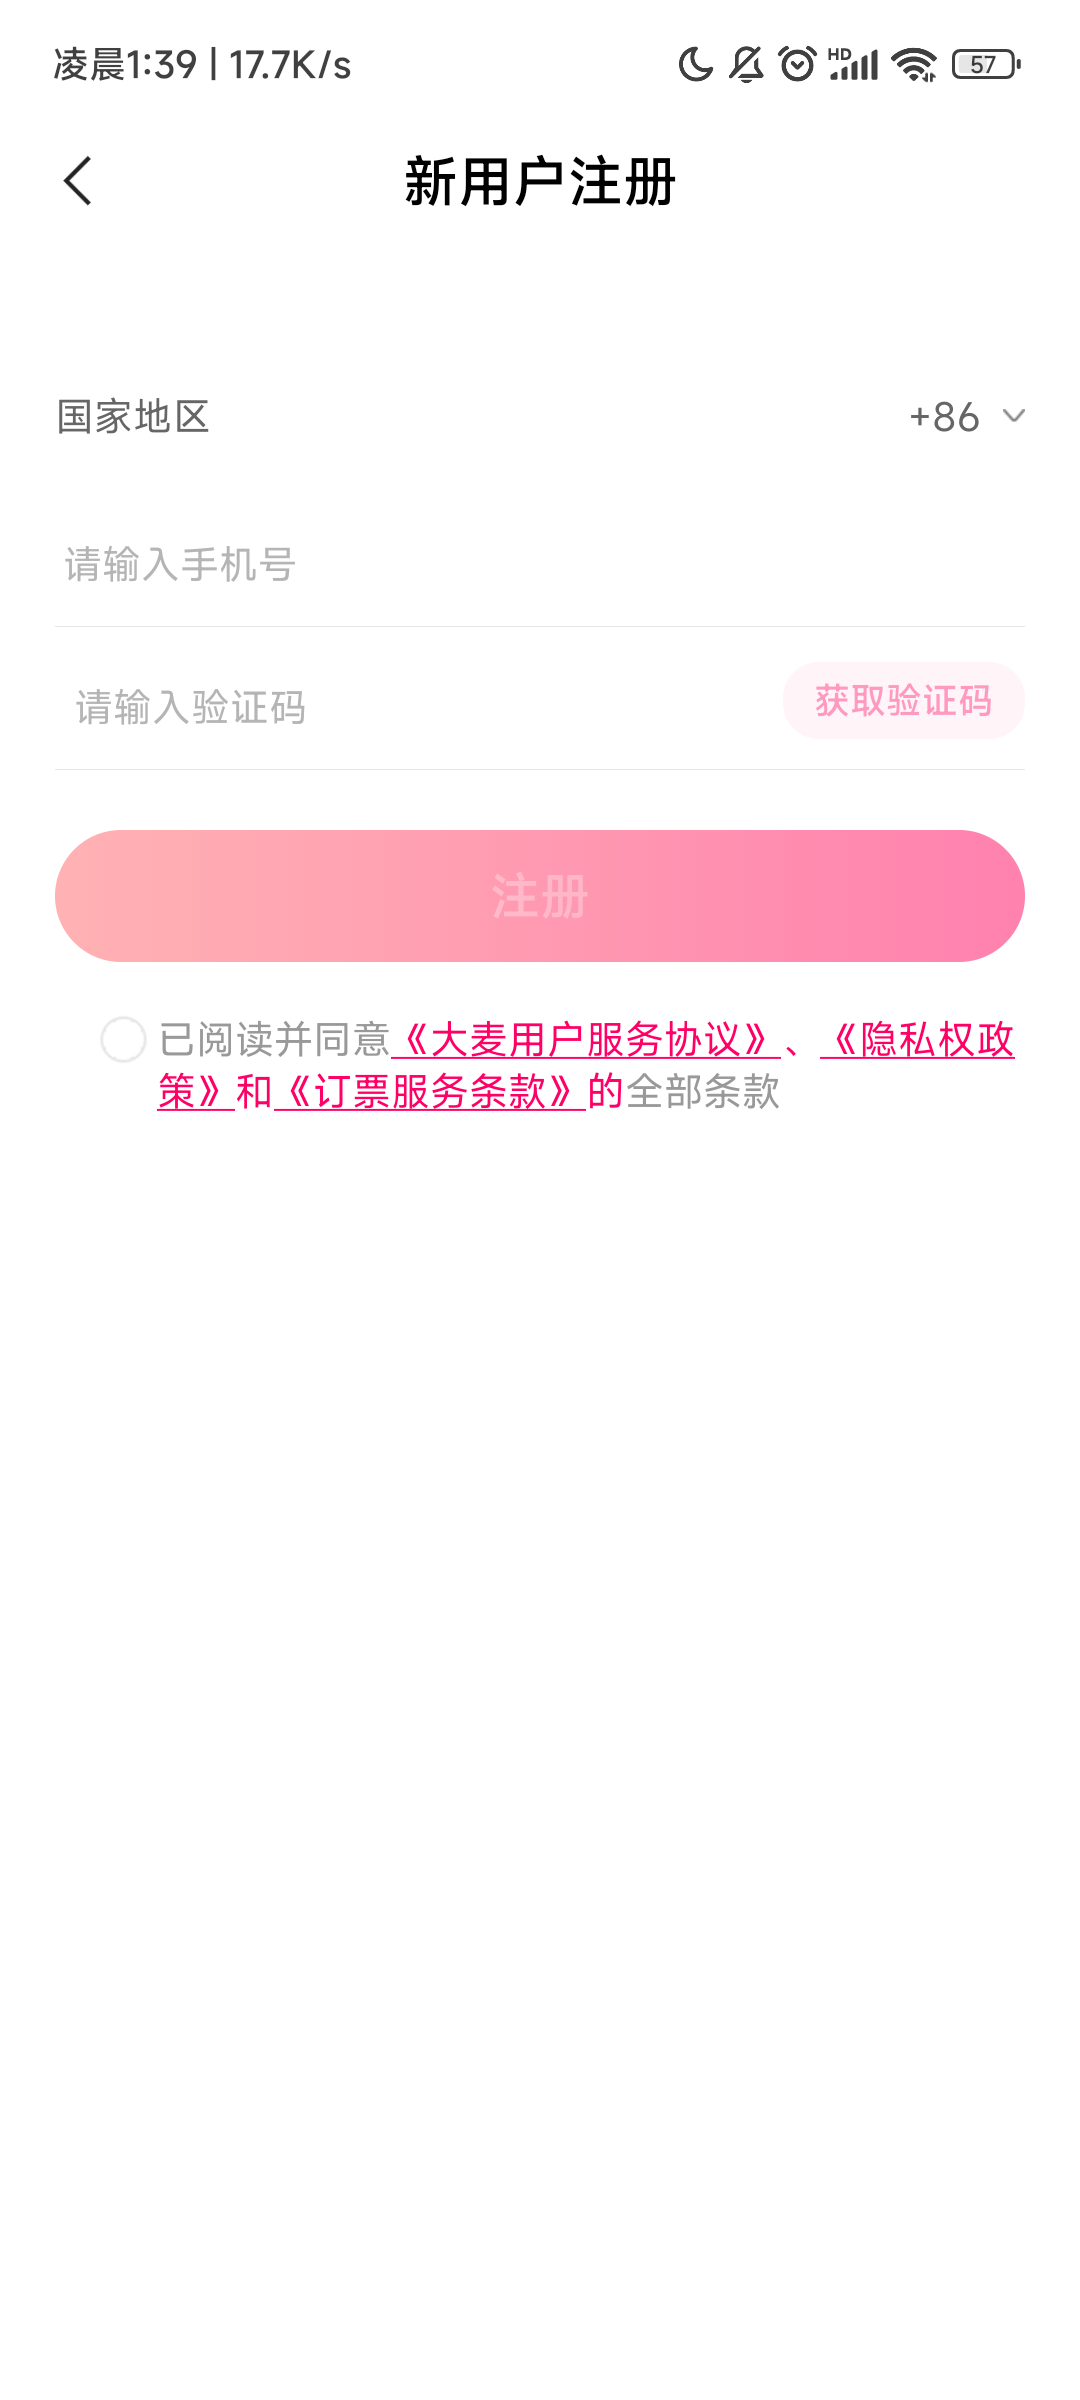 凌晨1:39 | 17.7K/s
HD
57
新用户注册
国家地区
+86
请输入手机号
请输入验证码
获取验证码
注册
已阅读并同意《大麦用户服务协议》、《隐私权政
策》和《订票服务条款》的全部条款